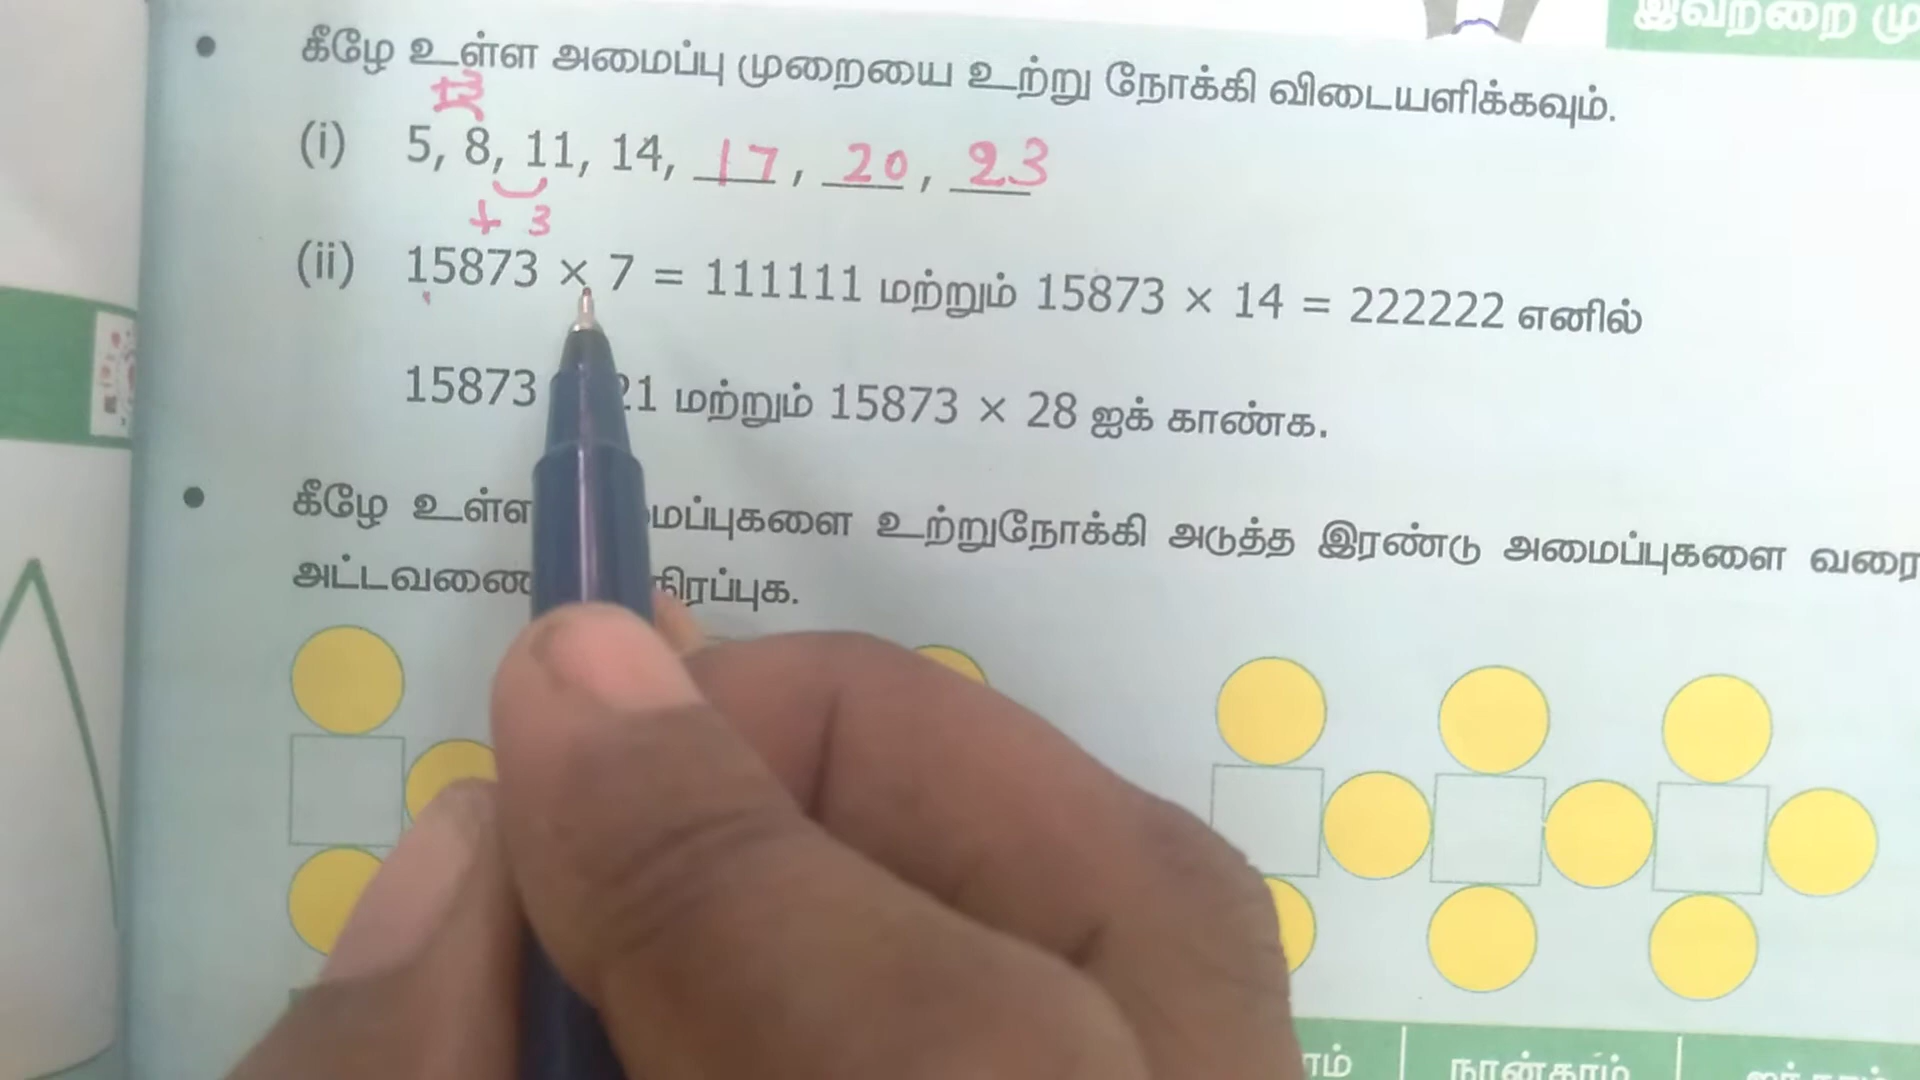 இவற்றை
கீழே உள்ள அமைப்பு முறையை உற்று நோக்கி விடையளிக்கவும்.
(i) 5, 8, 11, 14, 17, 20, 23
+ 3
(ii) 15873 × 7 = 111111 மற்றும் 15873 × 14 = 222222 எனில்
15873 21 மற்றும் 15873 × 28 ஐக் காண்க.
கீழே உள்ள மைப்புகளை உற்றுநோக்கி அடுத்த இரண்டு அமைப்புகளை வரை
அட்டவணை நிரப்புக.
நான்காம்